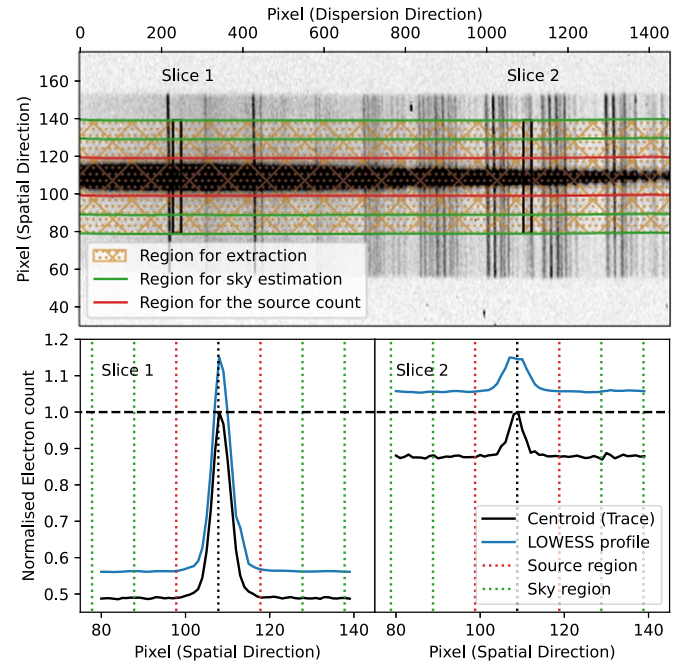 Pixel (Dispersion Direction)
0 200 400 600 800 1000 1200 1400
Pixel (Spatial Direction)
160
140
120
100
80
60
40
Slice 1
Slice 2
Region for extraction
Region for sky estimation
Region for the source count
Normalised Electron count
1.2
1.1
1.0
0.9
0.8
0.7
0.6
0.5
Slice 1
Slice 2
Centroid (Trace)
LOWESS profile
Source region
Sky region
80 100 120 140
80 100 120 140
Pixel (Spatial Direction)
Pixel (Spatial Direction)